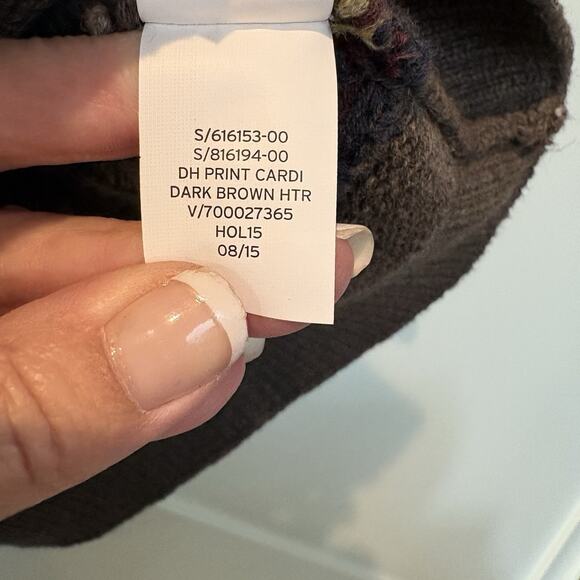 S/616153-00
S/816194-00
DH PRINT CARDI
DARK BROWN HTR
V/700027365
HOL15
08/15